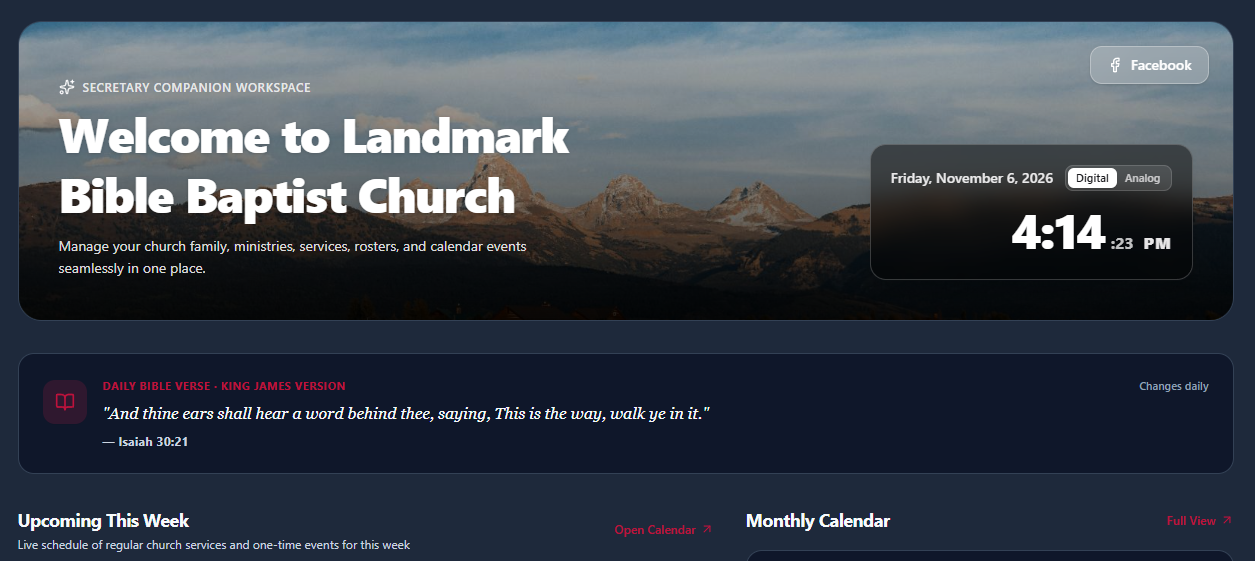 Facebook
SECRETARY COMPANION WORKSPACE
Welcome to Landmark
Bible Baptist Church
Manage your church family, ministries, services, rosters, and calendar events
seamlessly in one place.
Friday, November 6, 2026
Digital
Analog
4:14 :23 PM
DAILY BIBLE VERSE · KING JAMES VERSION
Changes daily
"And thine ears shall hear a word behind thee, saying, This is the way, walk ye in it."
— Isaiah 30:21
Upcoming This Week
Live schedule of regular church services and one-time events for this week
Open Calendar
Monthly Calendar
Full View